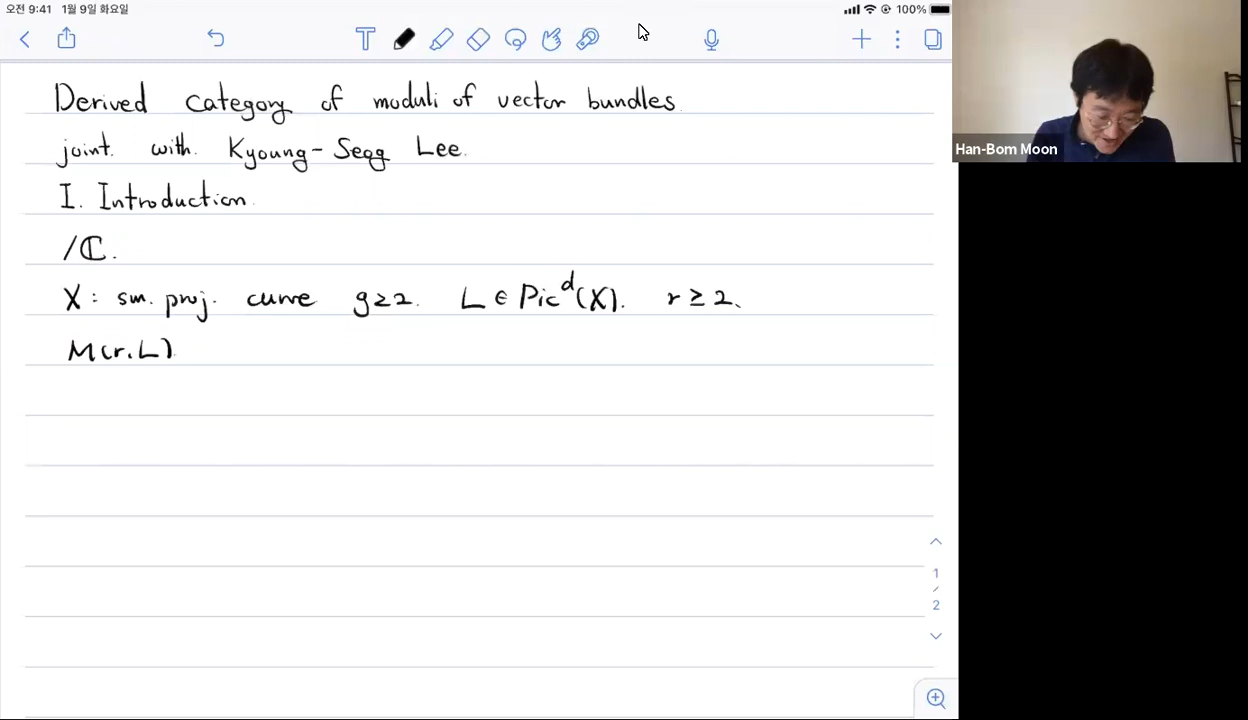 오전 9:41 1월 9일 화요일
100%
Derived category of moduli of vector bundles.
joint. with. Kyoung-Seog Lee.
I. Introduction.
/ℂ.
X : sm. proj. curve g≥2. L ∈ Pic^d(X). r ≥ 2.
M(r.L).
Han-Bom Moon
1
/
2